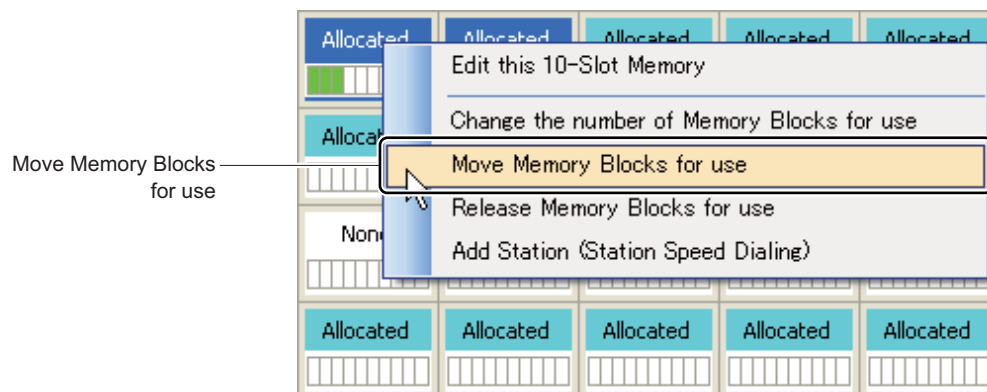 Allocated Allocated Allocated Allocated Allocated
Edit this 10-Slot Memory
Change the number of Memory Blocks for use
Move Memory Blocks for use
Release Memory Blocks for use
Add Station (Station Speed Dialing)
Move Memory Blocks
for use
Allocated Allocated Allocated Allocated Allocated